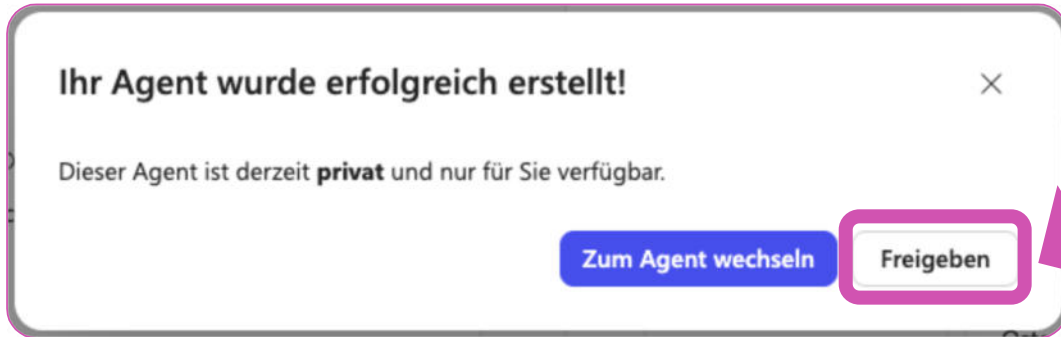 Ihr Agent wurde erfolgreich erstellt!
Dieser Agent ist derzeit privat und nur für Sie verfügbar.
Zum Agent wechseln
Freigeben